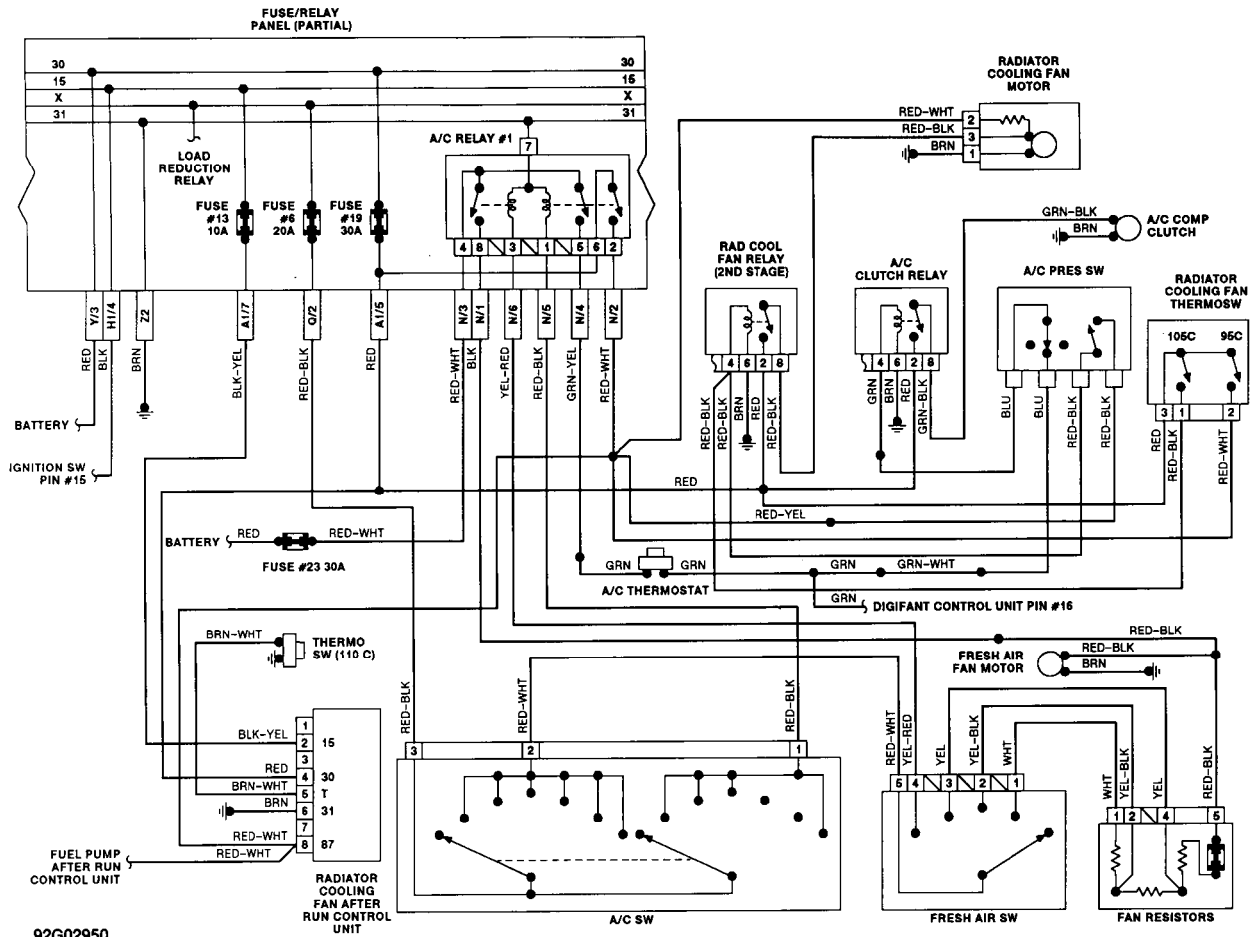 FUSE/RELAY
PANEL (PARTIAL)
30
30
15
15
X
X
31
31
LOAD
REDUCTION
RELAY
A/C RELAY #1
7
FUSE
#13
10A
FUSE
#6
20A
FUSE
#19
30A
4 8 3 1 5 6 2
Y/3
H1/4
Z2
A1/7
Q/2
A1/5
N/3
N/1
N/6
N/5
N/4
N/2
RED
BLK
BRN
BLK-YEL
RED-BLK
RED
RED-WHT
BLK
YEL-RED
RED-BLK
GRN-YEL
RED-WHT
BATTERY
IGNITION SW
PIN #15
RADIATOR
COOLING FAN
MOTOR
RED-WHT
2
RED-BLK
3
BRN
1
GRN-BLK
BRN
A/C COMP
CLUTCH
RAD COOL
FAN RELAY
(2ND STAGE)
4 6 2 8
RED-BLK
RED-BLK
BRN
RED
RED-BLK
A/C
CLUTCH RELAY
4 6 2 8
GRN
BRN
RED
GRN-BLK
A/C PRES SW
BLU
BLU
RED-BLK
RED-BLK
RADIATOR
COOLING FAN
THERMOSW
105C
95C
3 1 2
RED
RED-BLK
RED-WHT
RED
RED-YEL
BATTERY
RED
RED-WHT
FUSE #23 30A
GRN
GRN
A/C THERMOSTAT
GRN
GRN-WHT
GRN
DIGIFANT CONTROL UNIT PIN #16
BRN-WHT
THERMO
SW (110 C)
RED-BLK
FRESH AIR
FAN MOTOR
RED-BLK
BRN
1
BLK-YEL
2
15
3
RED
4
30
BRN-WHT
5
T
BRN
6
31
7
RED-WHT
8
87
RED-WHT
FUEL PUMP
AFTER RUN
CONTROL UNIT
RADIATOR
COOLING
FAN AFTER
RUN CONTROL
UNIT
RED-BLK
RED-WHT
RED-BLK
3
2
1
A/C SW
RED-WHT
YEL-RED
YEL
YEL-BLK
WHT
5 4 3 2 1
FRESH AIR SW
WHT
YEL-BLK
YEL
RED-BLK
1 2 4 5
FAN RESISTORS
92G02950